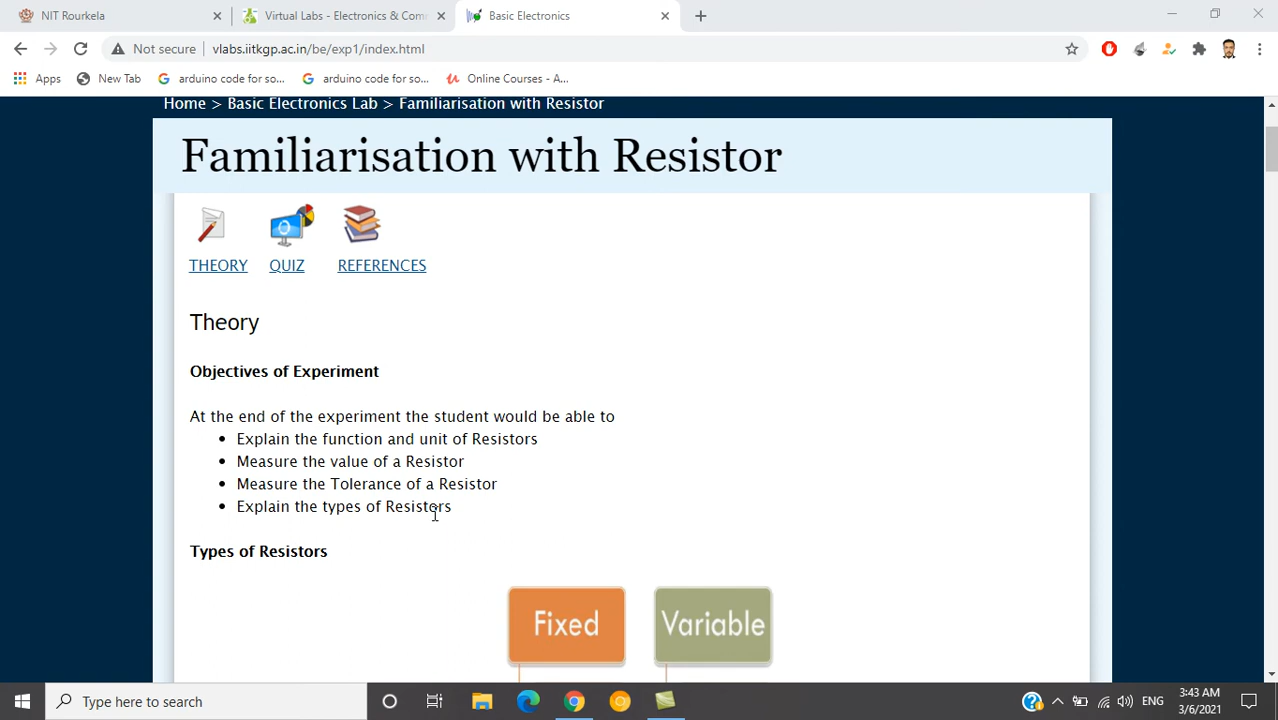 NIT Rourkela
Virtual Labs - Electronics & Com
Basic Electronics
Not secure
vlabs.iitkgp.ac.in/be/exp1/index.html
Apps
New Tab
arduino code for so...
arduino code for so...
Online Courses - A...
Home > Basic Electronics Lab > Familiarisation with Resistor
Familiarisation with Resistor
THEORY
QUIZ
REFERENCES
Theory
Objectives of Experiment
At the end of the experiment the student would be able to
• Explain the function and unit of Resistors
• Measure the value of a Resistor
• Measure the Tolerance of a Resistor
• Explain the types of Resistors
Types of Resistors
Fixed
Variable
Type here to search
ENG
3:43 AM
3/6/2021